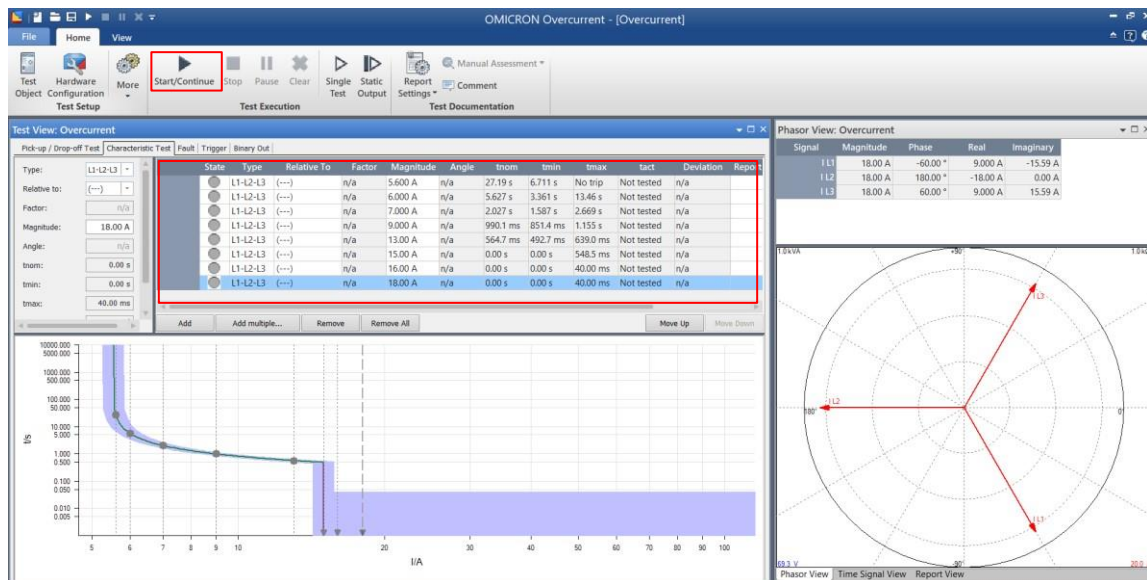 OMICRON Overcurrent - [Overcurrent]
File Home View
Test Object
Hardware Configuration
More
Test Setup
Start/Continue
Stop
Pause
Clear
Single Test
Static Output
Test Execution
Report Settings
Manual Assessment
Comment
Test Documentation
Test View: Overcurrent
Pick-up / Drop-off Test Characteristic Test Fault Trigger Binary Out
Type: L1-L2-L3
Relative to: (---)
Factor: n/a
Magnitude: 18.00 A
Angle: n/a
tnom: 0.00 s
tmin: 0.00 s
tmax: 40.00 ms
State Type Relative To Factor Magnitude Angle tnom tmin tmax tact Deviation Report
L1-L2-L3 (---) n/a 5.600 A n/a 27.19 s 6.711 s No trip Not tested n/a
L1-L2-L3 (---) n/a 6.000 A n/a 5.627 s 3.361 s 13.46 s Not tested n/a
L1-L2-L3 (---) n/a 7.000 A n/a 2.027 s 1.587 s 2.669 s Not tested n/a
L1-L2-L3 (---) n/a 9.000 A n/a 990.1 ms 851.4 ms 1.155 s Not tested n/a
L1-L2-L3 (---) n/a 13.00 A n/a 564.7 ms 492.7 ms 639.0 ms Not tested n/a
L1-L2-L3 (---) n/a 15.00 A n/a 0.00 s 0.00 s 548.5 ms Not tested n/a
L1-L2-L3 (---) n/a 16.00 A n/a 0.00 s 0.00 s 40.00 ms Not tested n/a
L1-L2-L3 (---) n/a 18.00 A n/a 0.00 s 0.00 s 40.00 ms Not tested n/a
Add Add multiple... Remove Remove All Move Up Move Down
10000.000
5000.000
1000.000
500.000
100.000
50.000
10.000
5.000
1.000
0.500
0.100
0.050
0.010
0.005
t/s
5 6 7 8 9 10 20 30 40 50 60 70 80 90 100
I/A
Phasor View: Overcurrent
Signal Magnitude Phase Real Imaginary
I L1 18.00 A -60.00 ° 9.000 A -15.59 A
I L2 18.00 A 180.00 ° -18.00 A 0.00 A
I L3 18.00 A 60.00 ° 9.000 A 15.59 A
1.0 kVA
+90°
I L3
I L2
180°
0°
I L1
69.3 V
-90°
20.0
Phasor View Time Signal View Report View